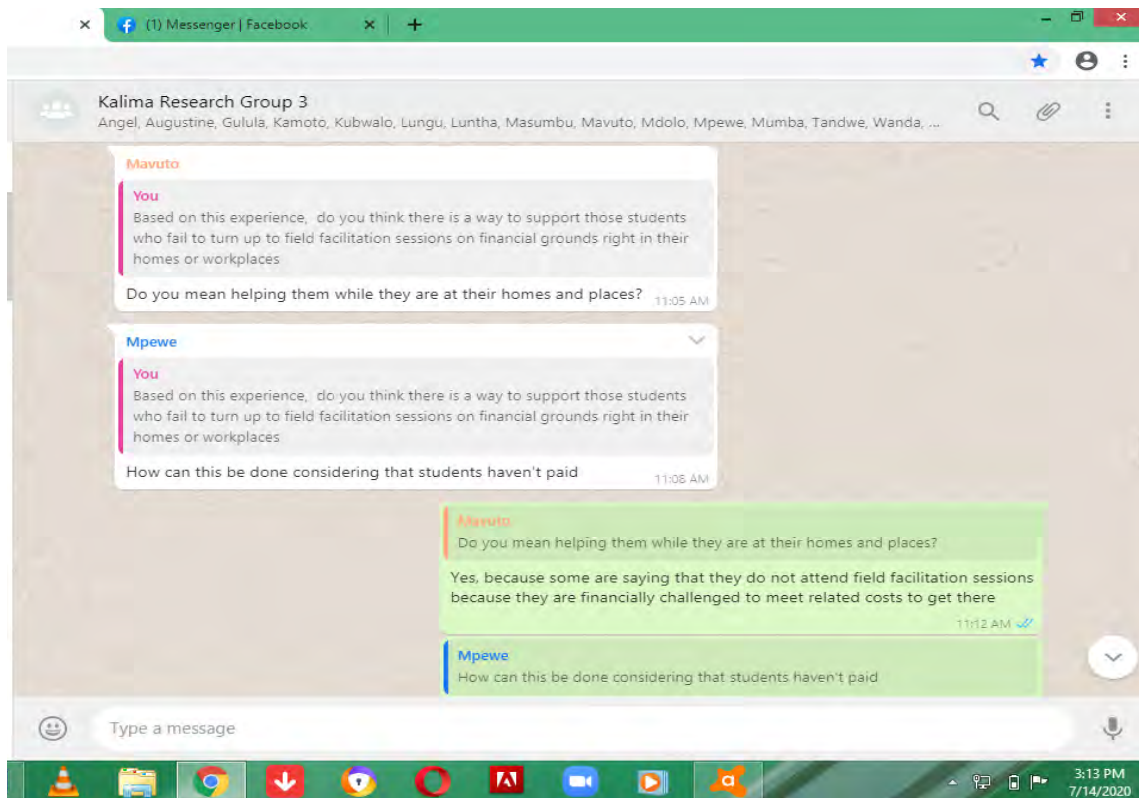 (1) Messenger | Facebook
Kalima Research Group 3
Angel, Augustine, Gulula, Kamoto, Kubwalo, Lungu, Luntha, Masumbu, Mavuto, Mdolo, Mpewe, Mumba, Tandwe, Wanda, ...
Mavuto
You
Based on this experience, do you think there is a way to support those students
who fail to turn up to field facilitation sessions on financial grounds right in their
homes or workplaces
Do you mean helping them while they are at their homes and places?
11:05 AM
Mpewe
You
Based on this experience, do you think there is a way to support those students
who fail to turn up to field facilitation sessions on financial grounds right in their
homes or workplaces
How can this be done considering that students haven't paid
11:08 AM
Mavuto
Do you mean helping them while they are at their homes and places?
Yes, because some are saying that they do not attend field facilitation sessions
because they are financially challenged to meet related costs to get there
11:12 AM
Mpewe
How can this be done considering that students haven't paid
Type a message
3:13 PM
7/14/2020